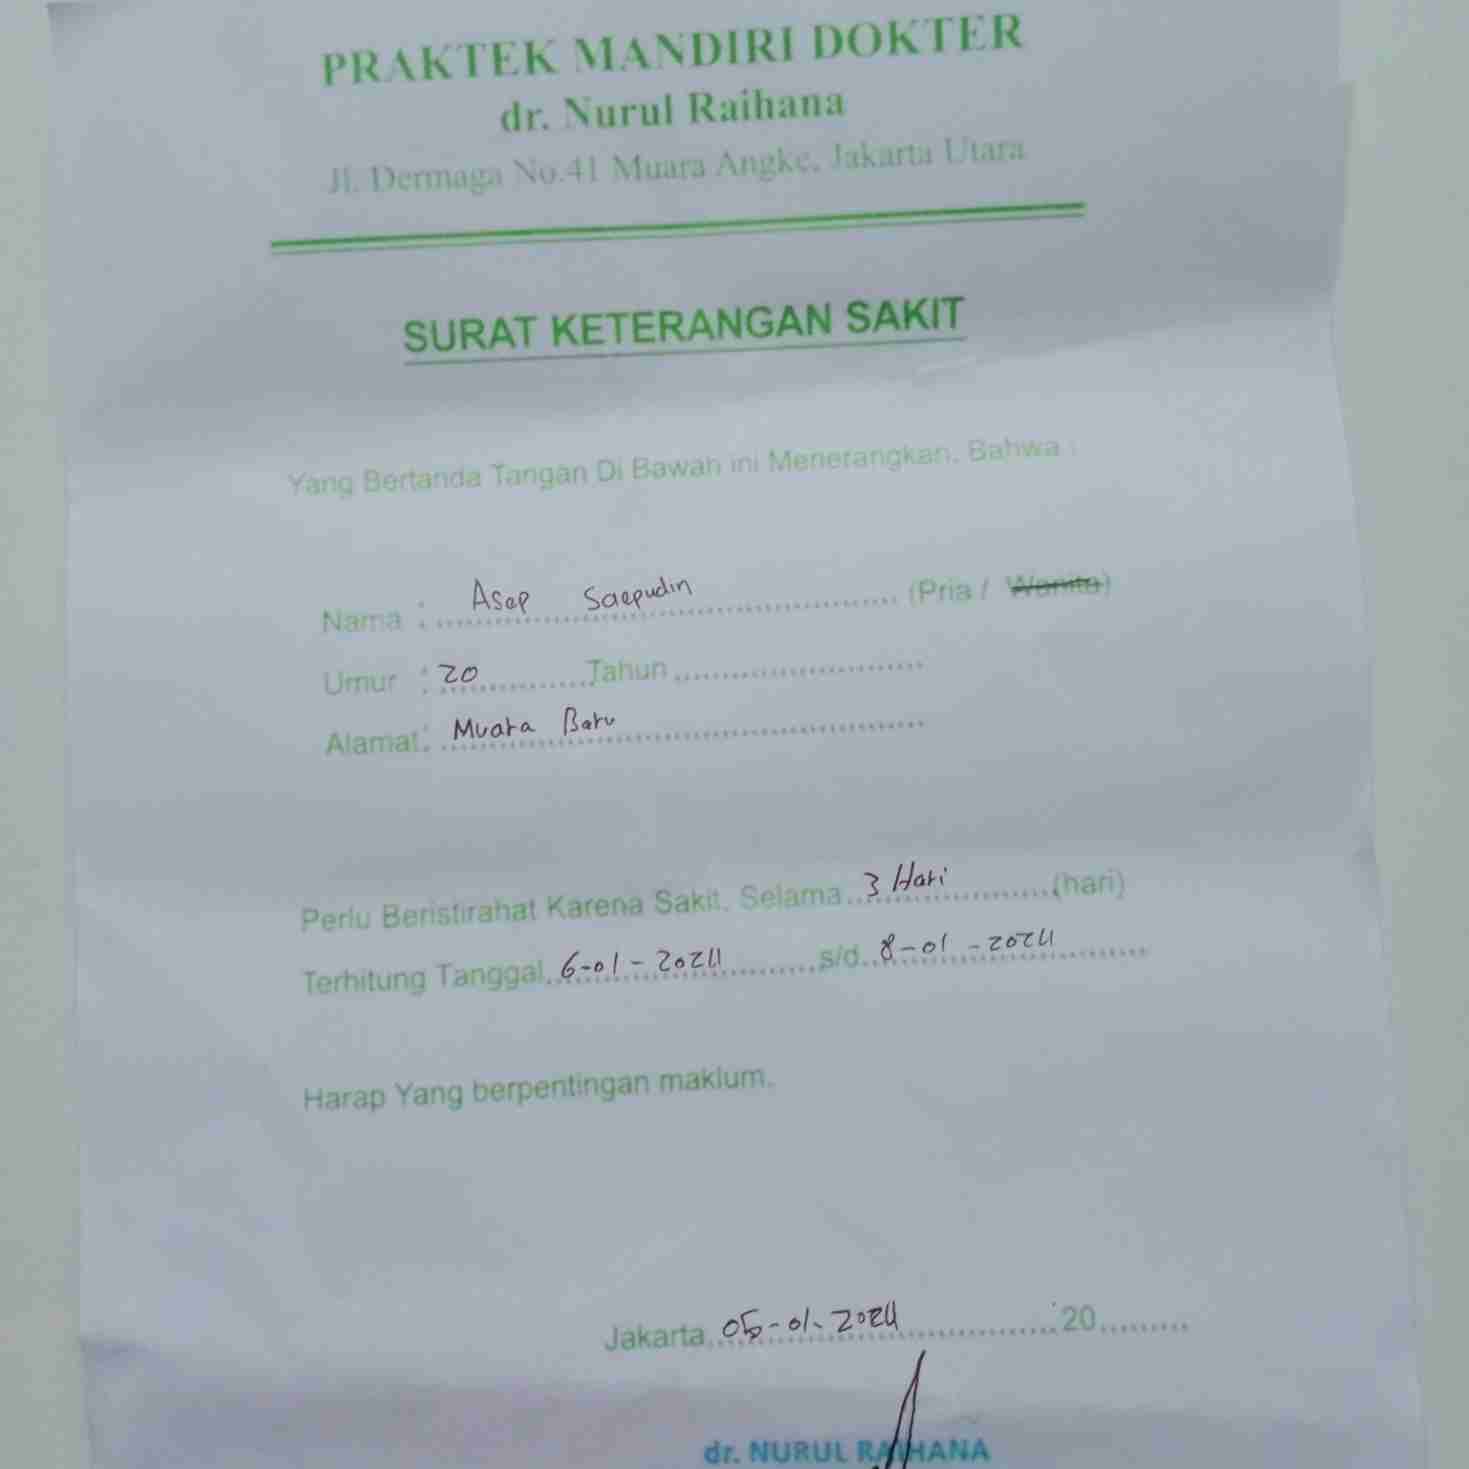 PRAKTEK MANDIRI DOKTER
dr. Nurul Raihana
Jl. Dermaga No.41 Muara Angke, Jakarta Utara
SURAT KETERANGAN SAKIT
Yang Bertanda Tangan Di Bawah ini Menerangkan, Bahwa :
Nama : Asep Saepudin (Pria / Wanita)
Umur : 20 Tahun
Alamat: Muara Baru
Perlu Beristirahat Karena Sakit, Selama 3 Hari (hari)
Terhitung Tanggal 6-01-2024 s/d 8-01-2024
Harap Yang berpentingan maklum.
Jakarta, 05-01-2024 20
dr. NURUL RAIHANA